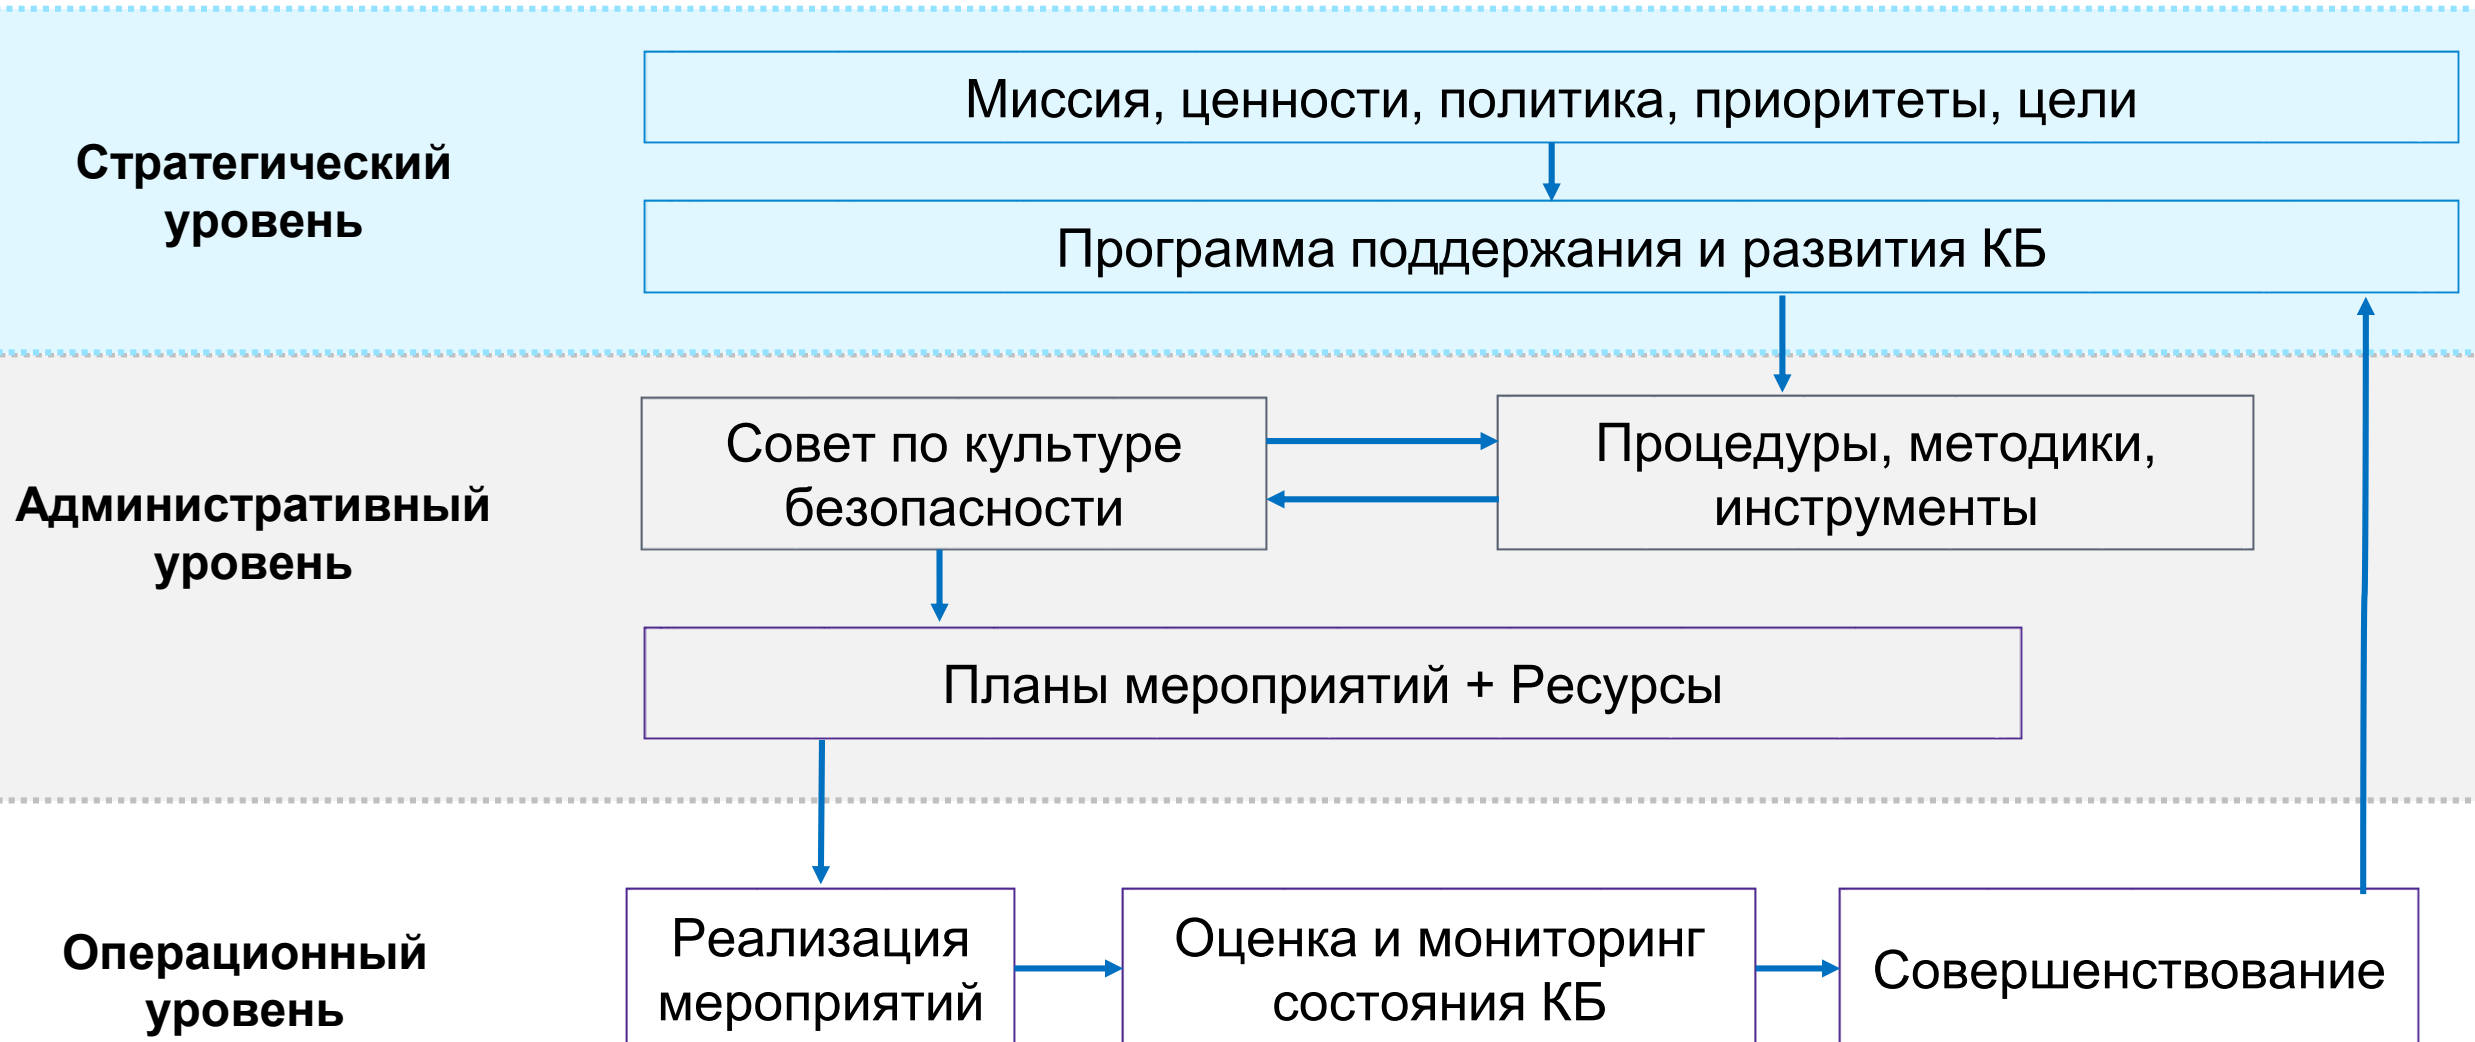 Стратегический
уровень
Миссия, ценности, политика, приоритеты, цели
Программа поддержания и развития КБ
Административный
уровень
Совет по культуре
безопасности
Процедуры, методики,
инструменты
Планы мероприятий + Ресурсы
Операционный
уровень
Реализация
мероприятий
Оценка и мониторинг
состояния КБ
Совершенствование